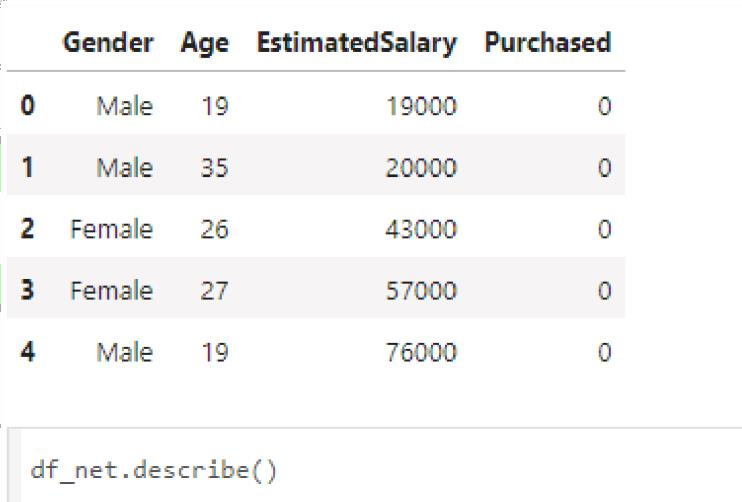 Gender Age EstimatedSalary Purchased
0 Male 19 19000 0
1 Male 35 20000 0
2 Female 26 43000 0
3 Female 27 57000 0
4 Male 19 76000 0
df_net.describe()